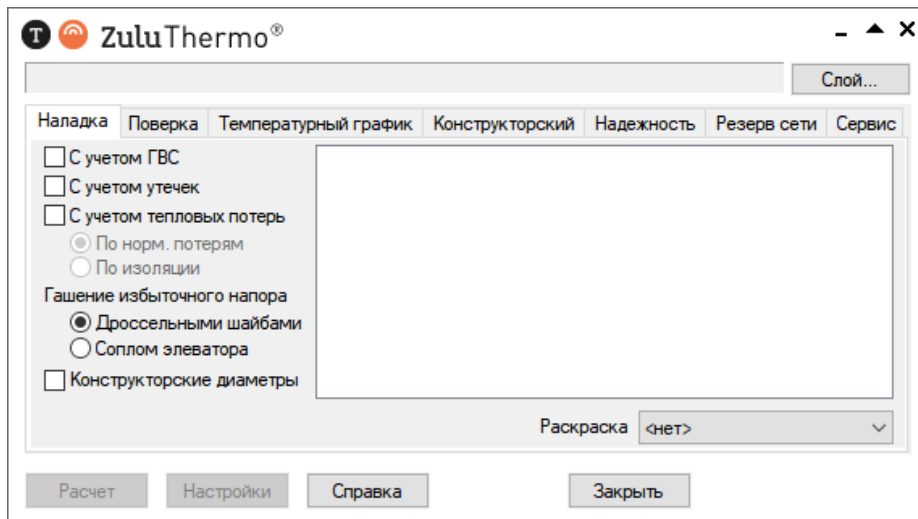 T ZuluThermo®
Слой...
Наладка Поверка Температурный график Конструкторский Надежность Резерв сети Сервис
С учетом ГВС
С учетом утечек
С учетом тепловых потерь
По норм. потерям
По изоляции
Гашение избыточного напора
Дроссельными шайбами
Соплом элеватора
Конструкторские диаметры
Раскраска <нет>
Расчет Настройки Справка Закрыть